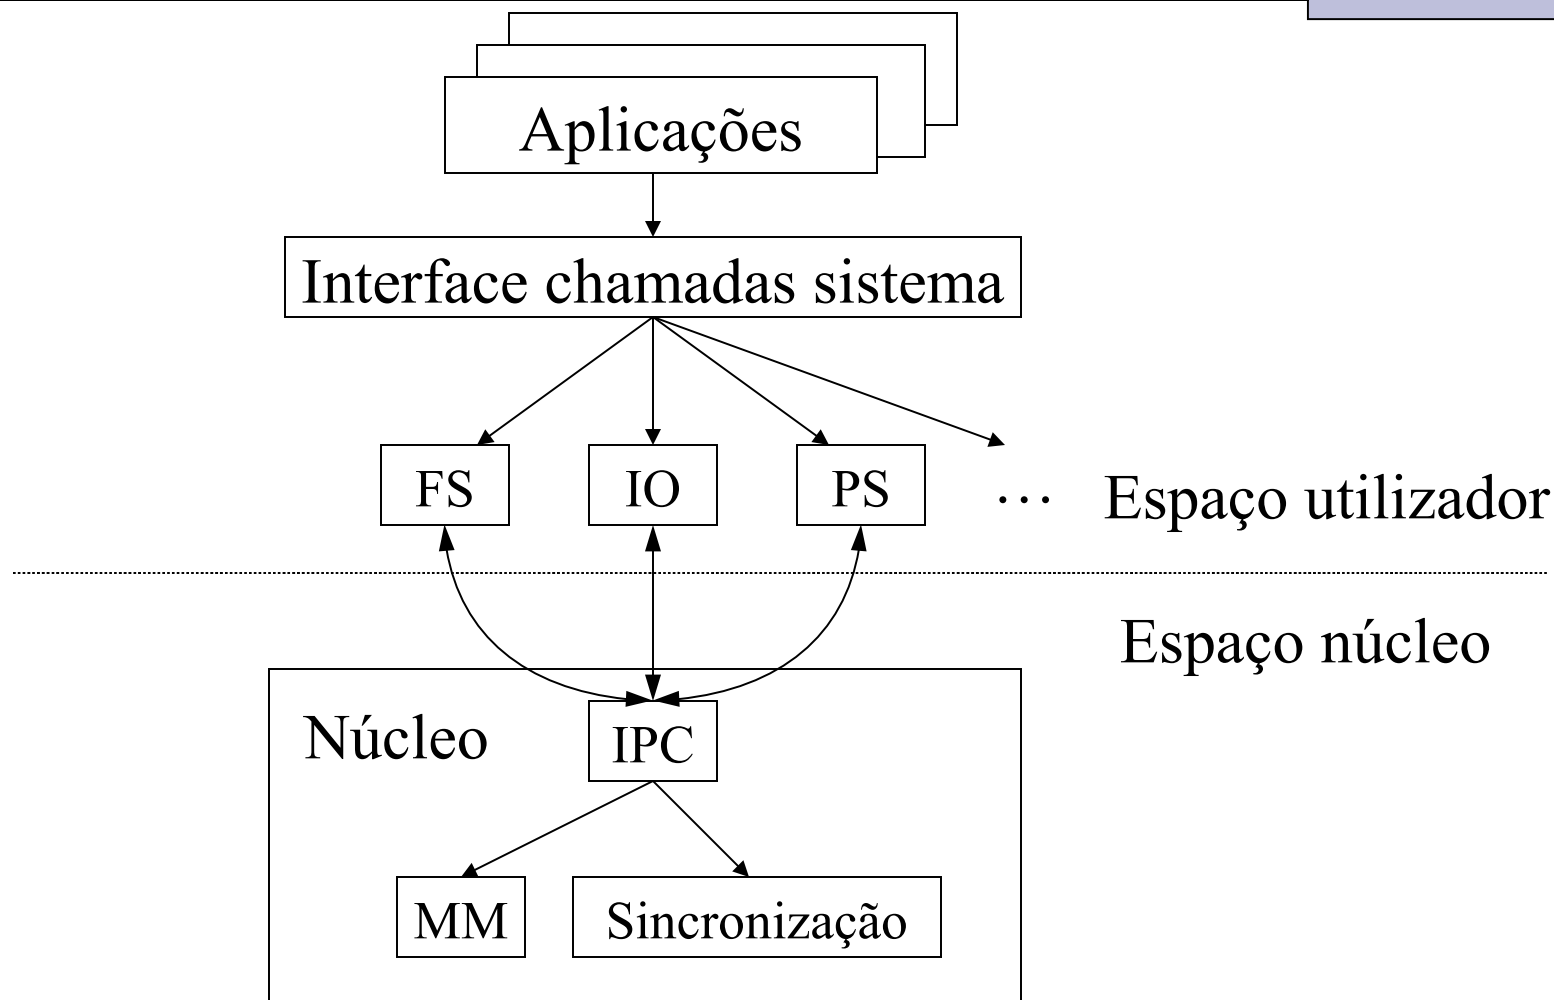 Aplicações
Interface chamadas sistema
FS
IO
PS
...
Espaço utilizador
Espaço núcleo
Núcleo
IPC
MM
Sincronização